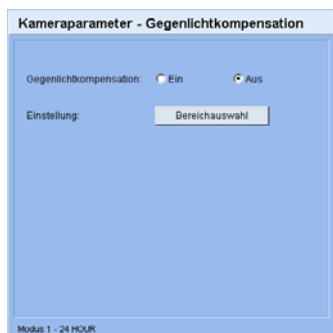 Kameraparameter - Gegenlichtkompensation
Gegenlichtkompensation: Ein Aus
Einstellung: Bereichauswahl
Modus 1 - 24 HOUR